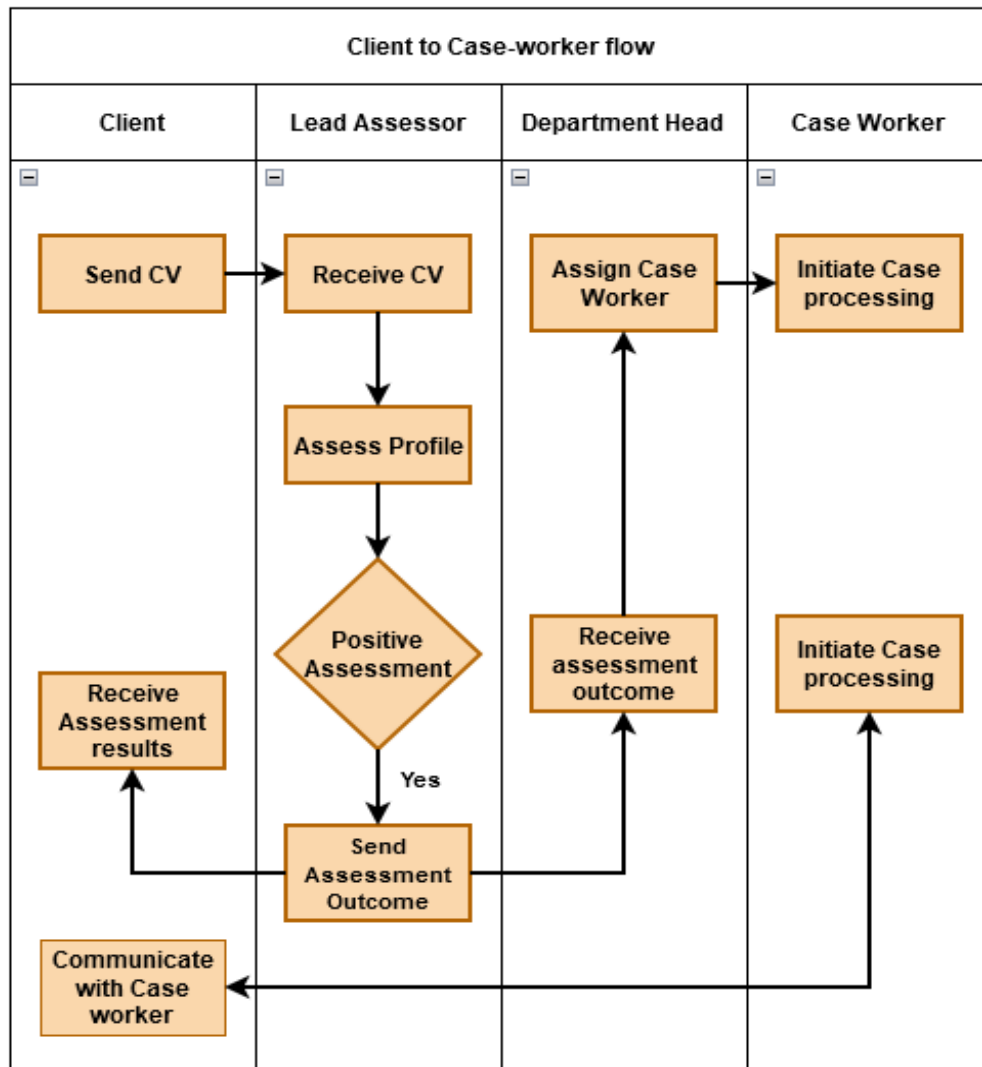 Client to Case-worker flow
Client
Lead Assessor
Department Head
Case Worker
Send CV
Receive CV
Assign Case
Worker
Initiate Case
processing
Assess Profile
Positive
Assessment
Receive
assessment
outcome
Initiate Case
processing
Receive
Assessment
results
Yes
Send
Assessment
Outcome
Communicate
with Case
worker